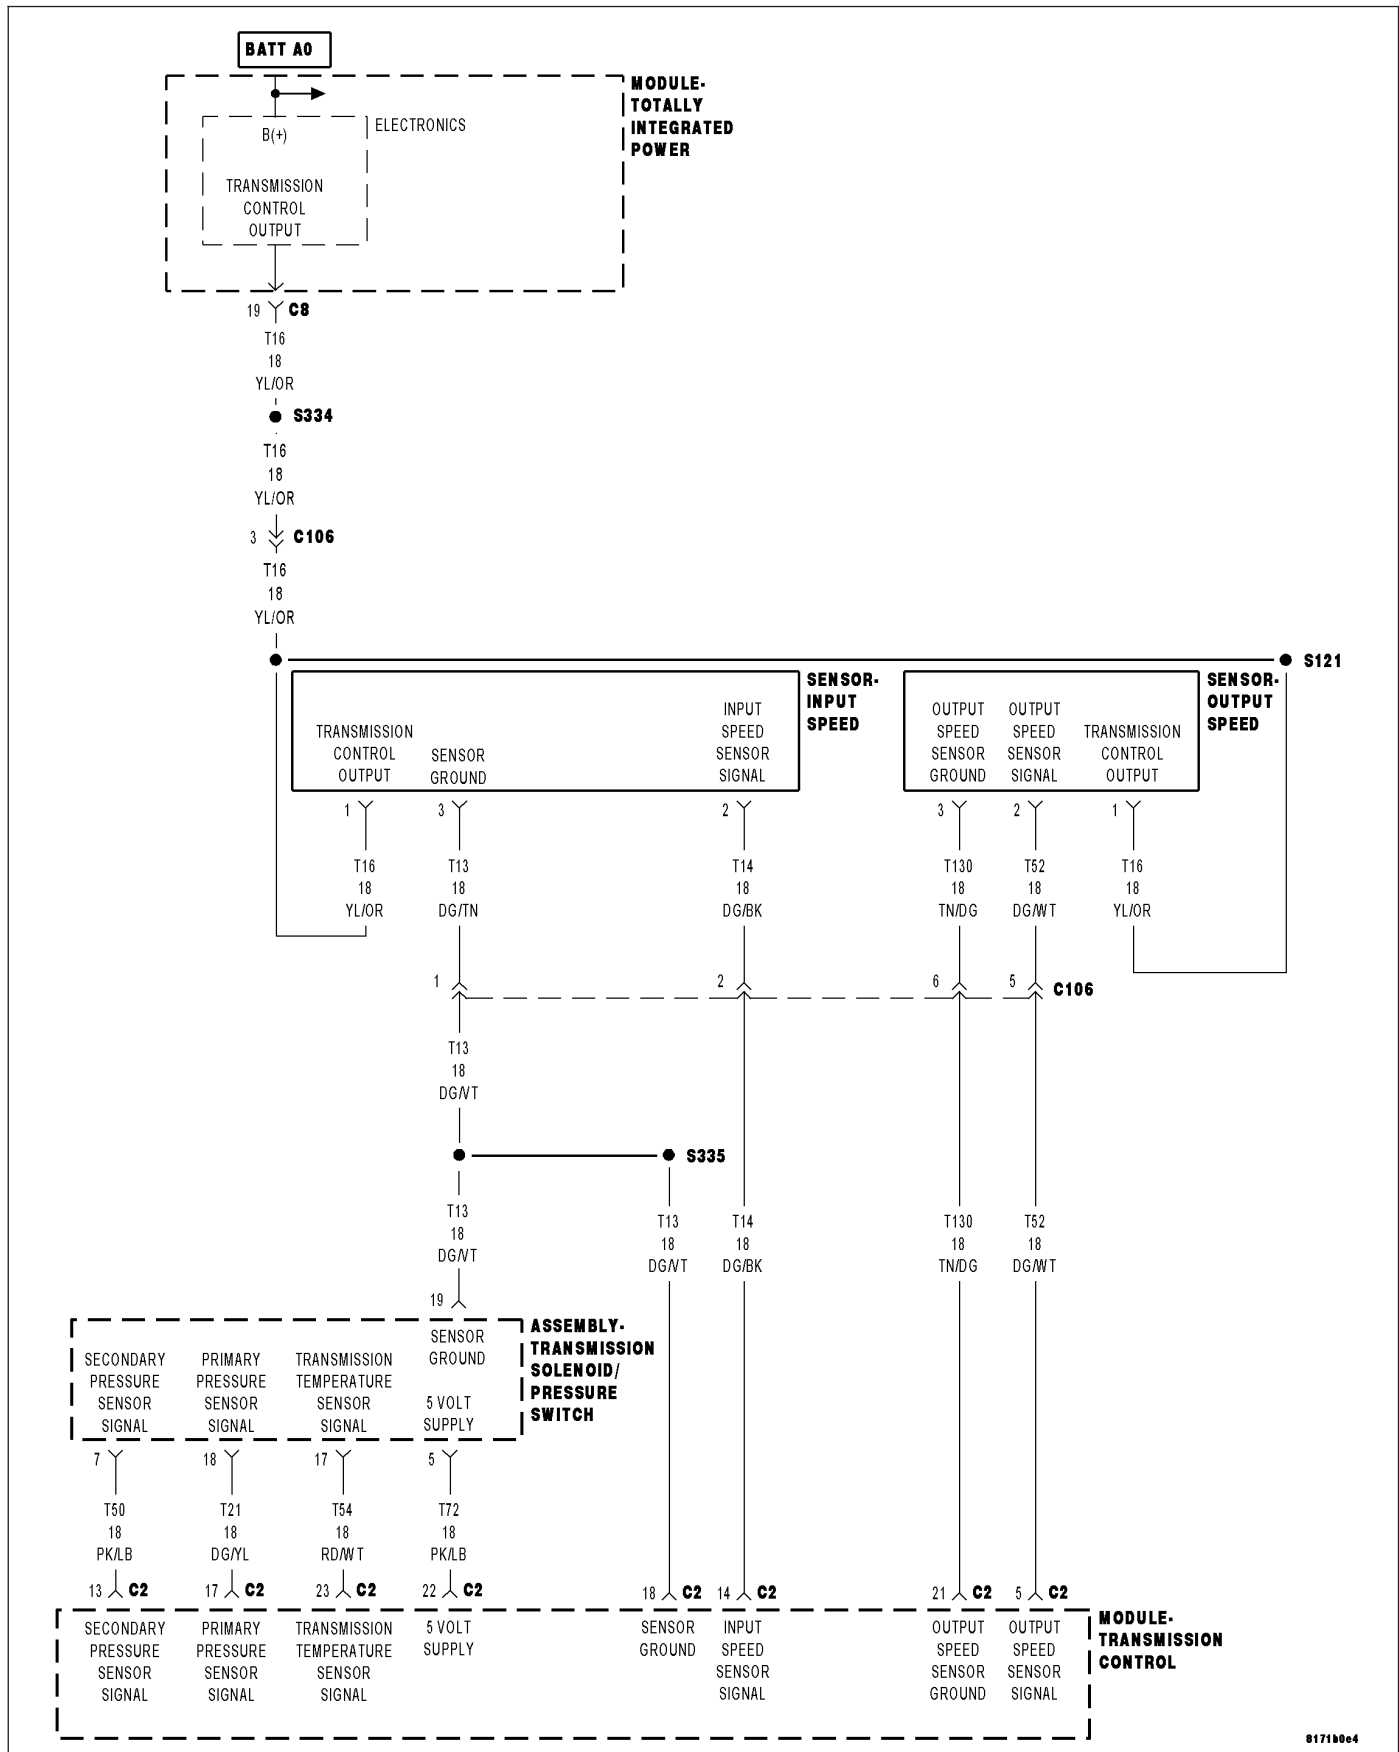 BATT A0
MODULE-
TOTALLY
INTEGRATED
POWER
ELECTRONICS
B(+)
TRANSMISSION
CONTROL
OUTPUT
19 C8
T16
18
YL/OR
S334
T16
18
YL/OR
3 C106
T16
18
YL/OR
S121
SENSOR-
INPUT
SPEED
TRANSMISSION
CONTROL
OUTPUT
SENSOR
GROUND
INPUT
SPEED
SENSOR
SIGNAL
SENSOR-
OUTPUT
SPEED
OUTPUT
SPEED
SENSOR
GROUND
OUTPUT
SPEED
SENSOR
SIGNAL
TRANSMISSION
CONTROL
OUTPUT
1 3 2 3 2 1
T16 T13 T14 T130 T52 T16
18 18 18 18 18 18
YL/OR DG/TN DG/BK TN/DG DG/WT YL/OR
1 2 6 5 C106
T13
18
DG/VT
S335
T13 T13 T14 T130 T52
18 18 18 18 18
DG/VT DG/VT DG/BK TN/DG DG/WT
19
ASSEMBLY-
TRANSMISSION
SOLENOID/
PRESSURE
SWITCH
SENSOR
GROUND
SECONDARY
PRESSURE
SENSOR
SIGNAL
PRIMARY
PRESSURE
SENSOR
SIGNAL
TRANSMISSION
TEMPERATURE
SENSOR
SIGNAL
5 VOLT
SUPPLY
7 18 17 5
T50 T21 T54 T72
18 18 18 18
PK/LB DG/YL RD/WT PK/LB
13 C2 17 C2 23 C2 22 C2 18 C2 14 C2 21 C2 5 C2
SECONDARY
PRESSURE
SENSOR
SIGNAL
PRIMARY
PRESSURE
SENSOR
SIGNAL
TRANSMISSION
TEMPERATURE
SENSOR
SIGNAL
5 VOLT
SUPPLY
SENSOR
GROUND
INPUT
SPEED
SENSOR
SIGNAL
OUTPUT
SPEED
SENSOR
GROUND
OUTPUT
SPEED
SENSOR
SIGNAL
MODULE-
TRANSMISSION
CONTROL
8171b0e4